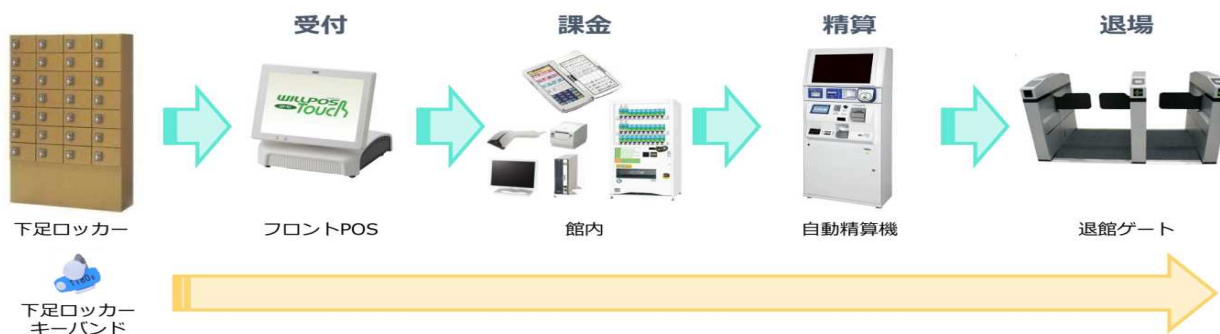 受付
課金
精算
退場
WILLPOS
Touch
下足ロッカー
フロントPOS
館内
自動精算機
退館ゲート
下足ロッカー
キーバンド